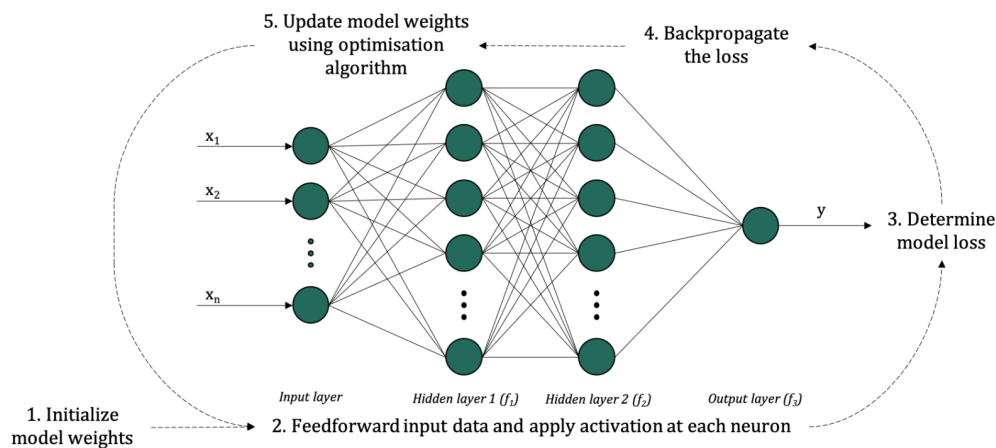 5. Update model weights
using optimisation
algorithm
4. Backpropagate
the loss
x₁
x₂
xₙ
y
3. Determine
model loss
Input layer
Hidden layer 1 (f₁)
Hidden layer 2 (f₂)
Output layer (f₃)
1. Initialize
model weights
2. Feedforward input data and apply activation at each neuron